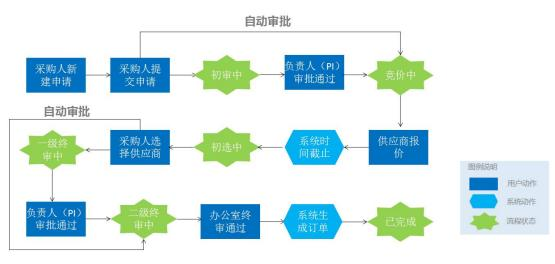 自动审批
采购人新
建申请
采购人提
交申请
初审中
负责人（PI）
审批通过
竞价中
自动审批
一级终
审中
采购人选
择供应商
初选中
系统时
间截止
供应商报
价
负责人（PI）
审批通过
二级终
审中
办公室终
审通过
系统生
成订单
已完成
图例说明
用户动作
系统动作
流程状态